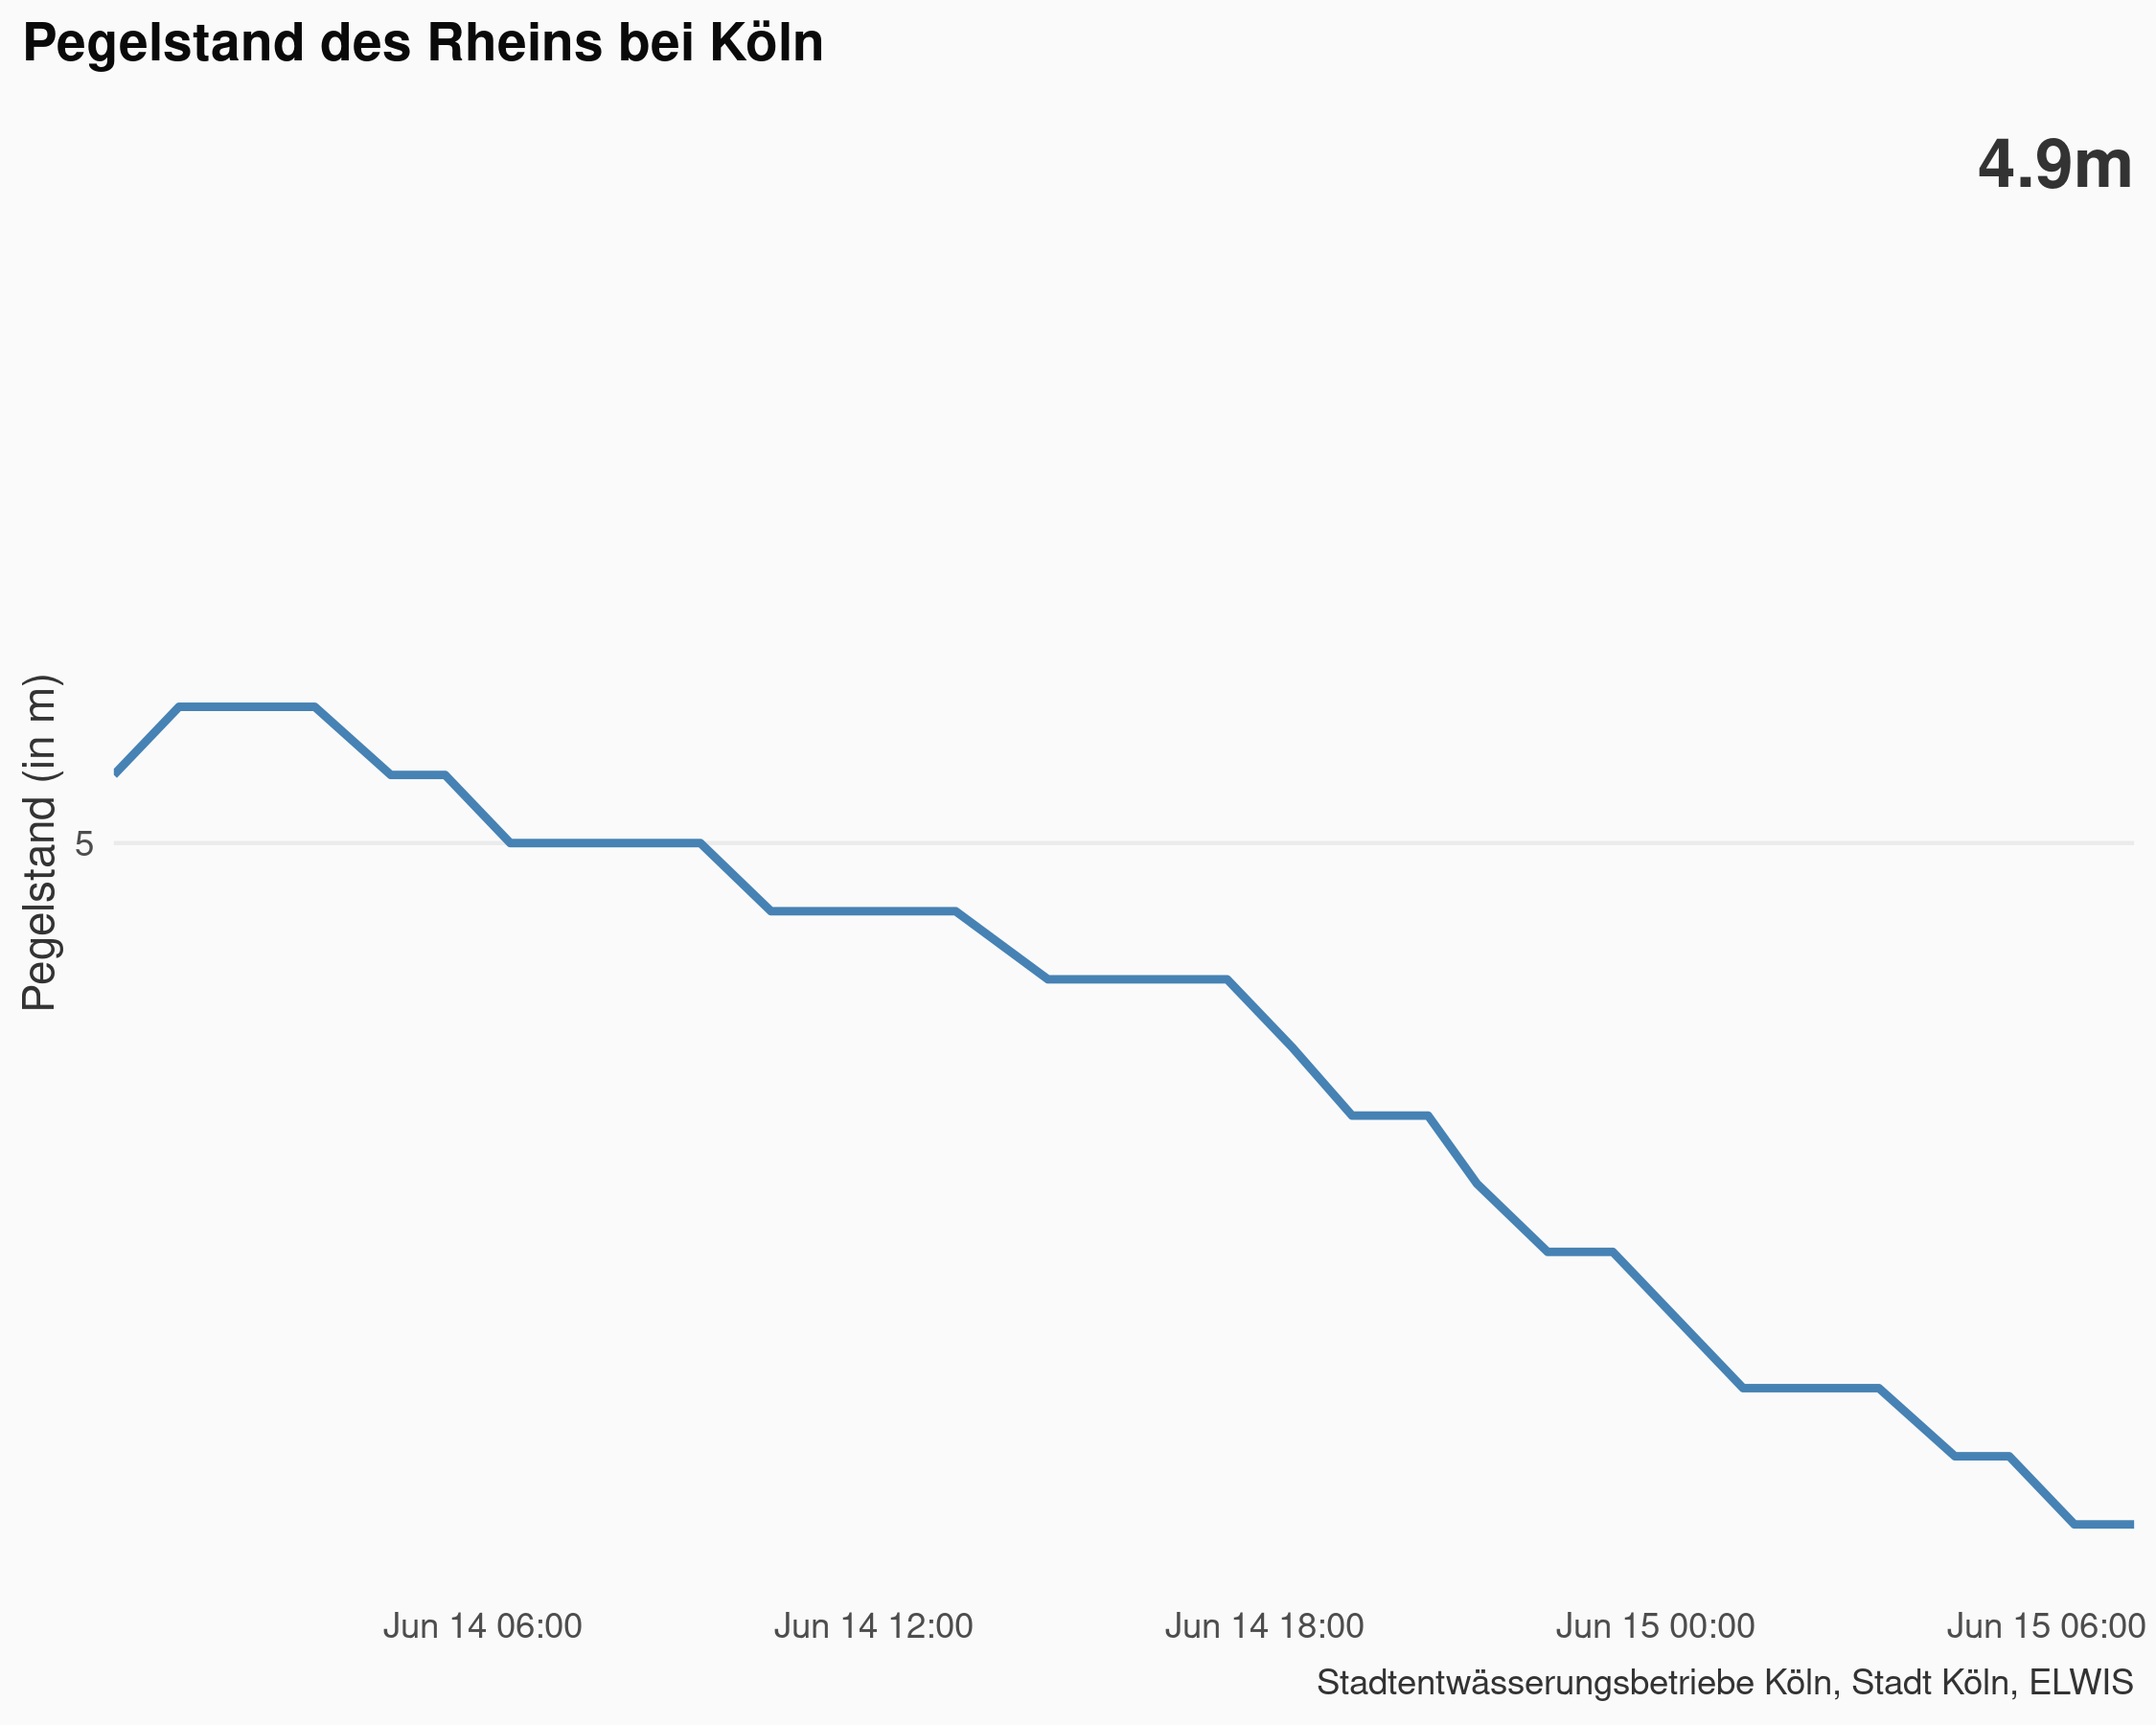 Pegelstand des Rheins bei Köln
4.9m
Pegelstand (in m)
5
Jun 14 06:00
Jun 14 12:00
Jun 14 18:00
Jun 15 00:00
Jun 15 06:00
Stadtentwässerungsbetriebe Köln, Stadt Köln, ELWIS